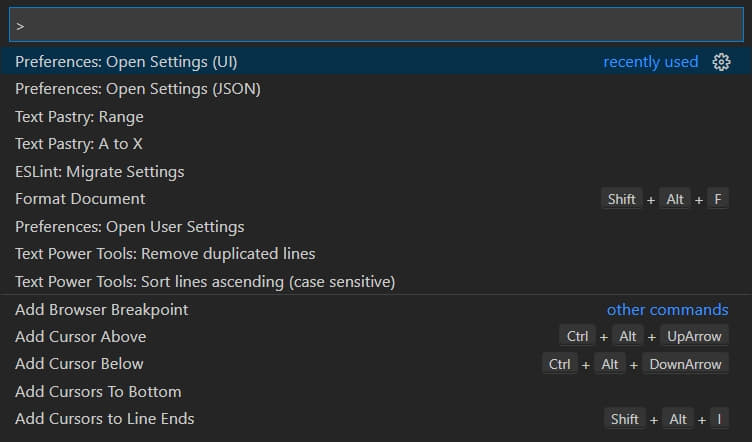 >
Preferences: Open Settings (UI) recently used
Preferences: Open Settings (JSON)
Text Pastry: Range
Text Pastry: A to X
ESLint: Migrate Settings
Format Document Shift + Alt + F
Preferences: Open User Settings
Text Power Tools: Remove duplicated lines
Text Power Tools: Sort lines ascending (case sensitive)
Add Browser Breakpoint other commands
Add Cursor Above Ctrl + Alt + UpArrow
Add Cursor Below Ctrl + Alt + DownArrow
Add Cursors To Bottom
Add Cursors to Line Ends Shift + Alt + I